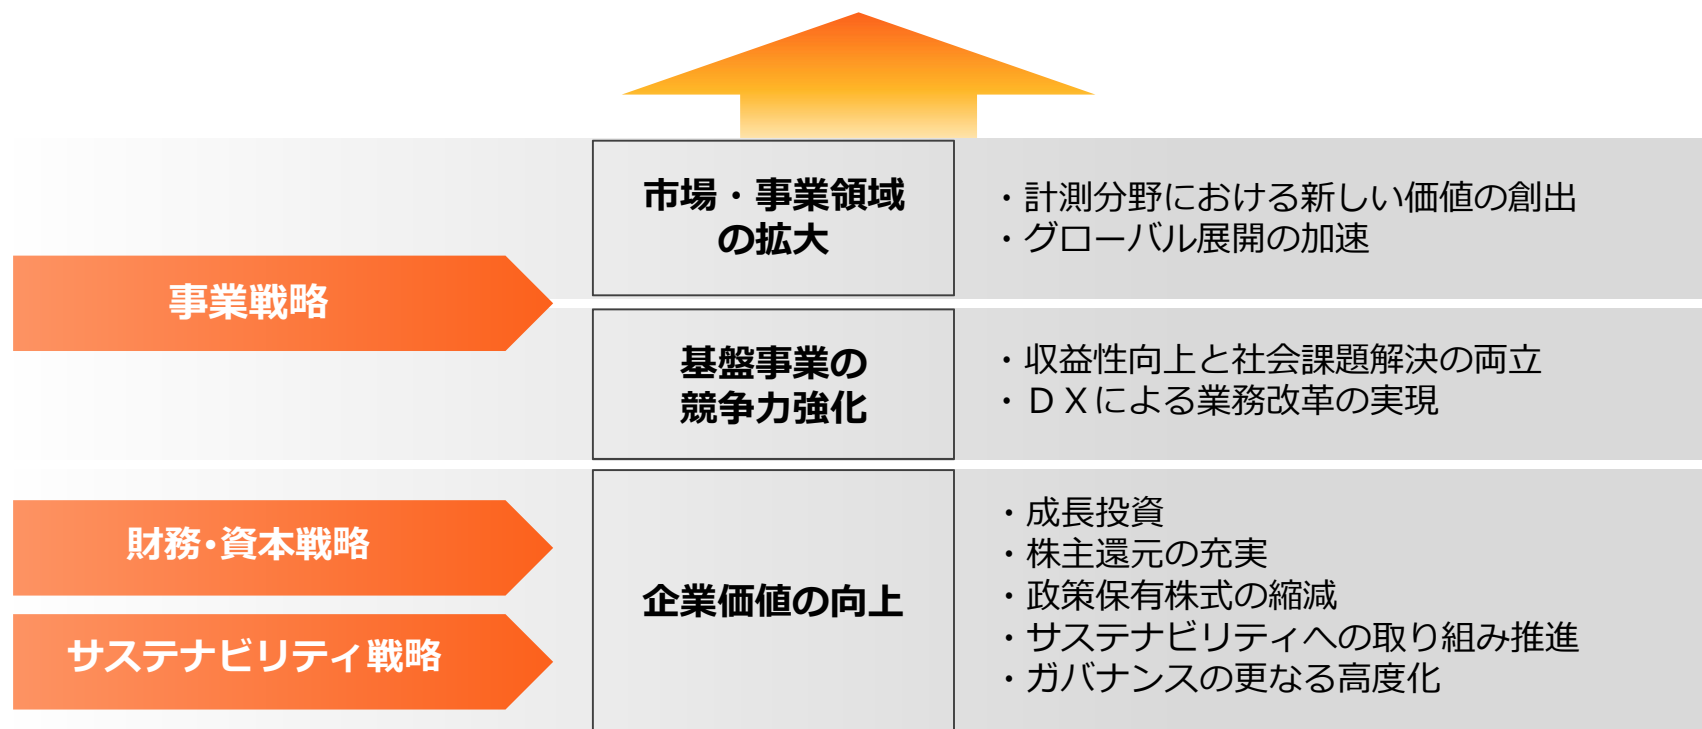 市場・事業領域
の拡大
・計測分野における新しい価値の創出
・グローバル展開の加速
事業戦略
基盤事業の
競争力強化
・収益性向上と社会課題解決の両立
・ＤＸによる業務改革の実現
財務・資本戦略
サステナビリティ戦略
企業価値の向上
・成長投資
・株主還元の充実
・政策保有株式の縮減
・サステナビリティへの取り組み推進
・ガバナンスの更なる高度化